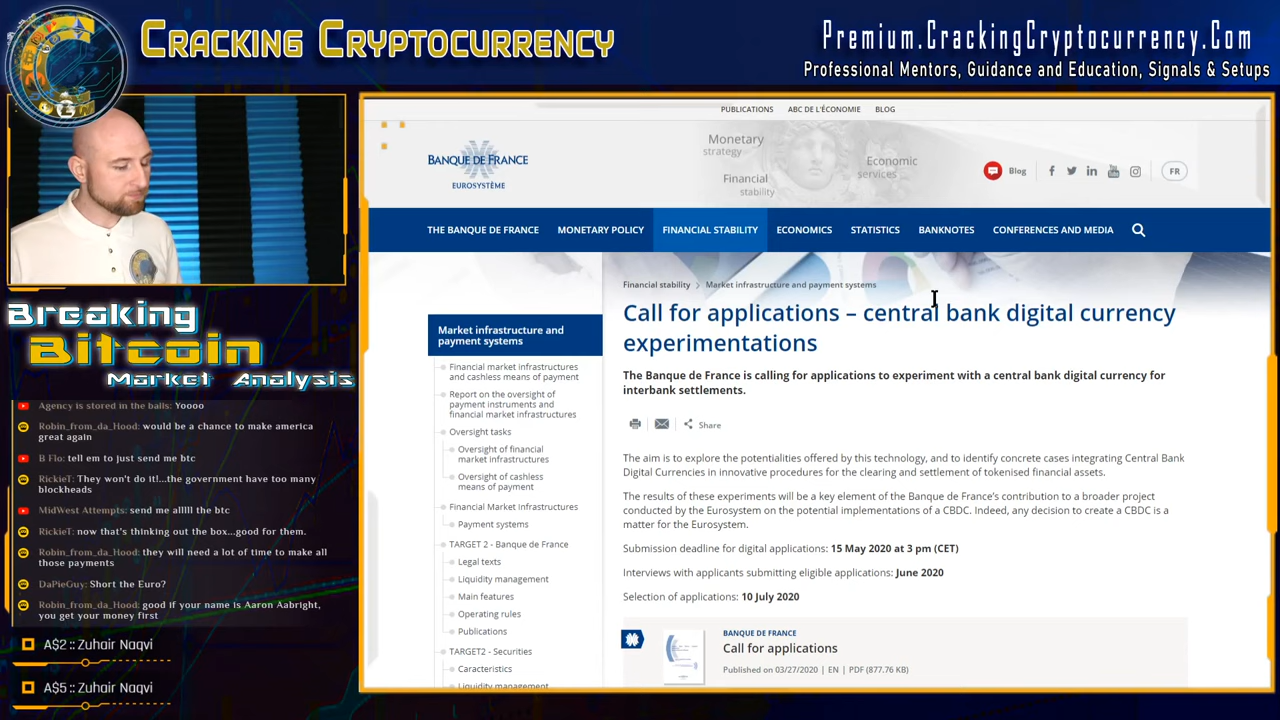 Cracking Cryptocurrency
Premium.CrackingCryptocurrency.Com
Professional Mentors, Guidance and Education, Signals & Setups
Breaking
Bitcoin
Market Analysis
Agency is stored in the balls: Yoooo
Robin_from_da_Hood: would be a chance to make america
great again
B Flo: tell em to just send me btc
RickieT: They won't do it!...the government have too many
blockheads
MidWest Attempts: send me alllll the btc
RickieT: now that's thinking out the box...good for them.
Robin_from_da_Hood: they will need a lot of time to make all
those payments
DaPieGuy: Short the Euro?
Robin_from_da_Hood: good if your name is Aaron Aabright,
you get your money first
A$2 :: Zuhair Naqvi
A$5 :: Zuhair Naqvi
PUBLICATIONS ABC DE L'ÉCONOMIE BLOG
BANQUE DE FRANCE
EUROSYSTÈME
Monetary
strategy
Financial
stability
Economic
services
Blog
FR
THE BANQUE DE FRANCE MONETARY POLICY FINANCIAL STABILITY ECONOMICS STATISTICS BANKNOTES CONFERENCES AND MEDIA
Market infrastructure and
payment systems
Financial market infrastructures
and cashless means of payment
Report on the oversight of
payment instruments and
financial market infrastructures
Oversight tasks
Oversight of financial
market infrastructures
Oversight of cashless
means of payment
Financial Market Infrastructures
Payment systems
TARGET 2 - Banque de France
Legal texts
Liquidity management
Main features
Operating rules
Publications
TARGET2 - Securities
Caracteristics
Liquidity management
Financial stability > Market infrastructure and payment systems
Call for applications – central bank digital currency
experimentations
The Banque de France is calling for applications to experiment with a central bank digital currency for
interbank settlements.
Share
The aim is to explore the potentialities offered by this technology, and to identify concrete cases integrating Central Bank
Digital Currencies in innovative procedures for the clearing and settlement of tokenised financial assets.
The results of these experiments will be a key element of the Banque de France's contribution to a broader project
conducted by the Eurosystem on the potential implementations of a CBDC. Indeed, any decision to create a CBDC is a
matter for the Eurosystem.
Submission deadline for digital applications: 15 May 2020 at 3 pm (CET)
Interviews with applicants submitting eligible applications: June 2020
Selection of applications: 10 July 2020
BANQUE DE FRANCE
Call for applications
Published on 03/27/2020 | EN | PDF (877.76 KB)